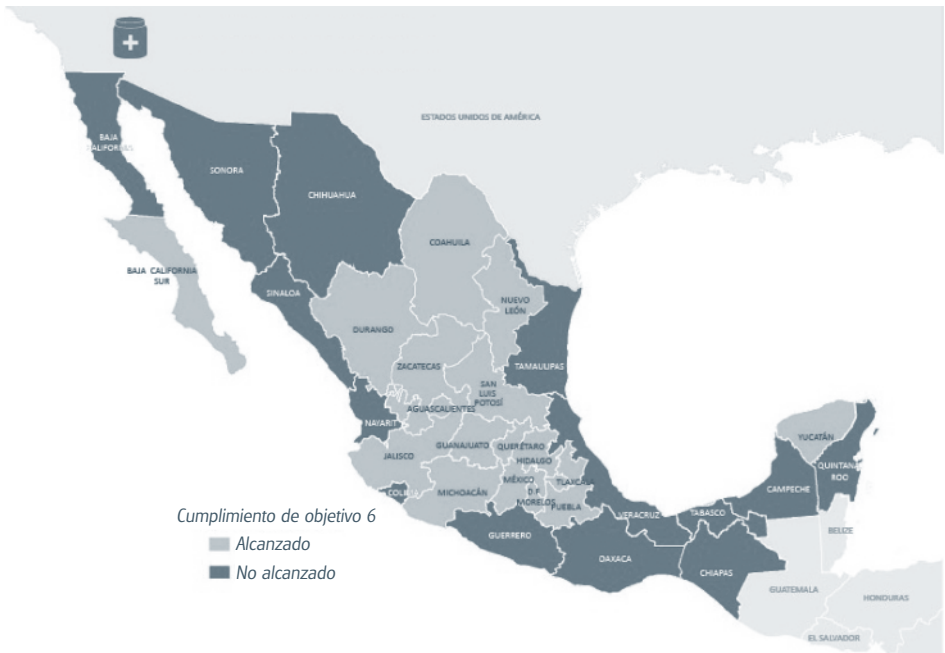 ESTADOS UNIDOS DE AMÉRICA
BAJA
CALIFORNIA
SONORA
CHIHUAHUA
COAHUILA
BAJA CALIFORNIA
SUR
SINALOA
NUEVO
LEÓN
DURANGO
ZACATECAS
TAMAULIPAS
SAN
LUIS
POTOSÍ
AGUASCALIENTES
NAYARIT
YUCATÁN
GUANAJUATO
QUERÉTARO
JALISCO
HIDALGO
QUINTANA
ROO
MÉXICO
TLAXCALA
CAMPECHE
COLIMA
MICHOACÁN
D.F.
MORELOS
PUEBLA
VERACRUZ
TABASCO
BELIZE
GUERRERO
OAXACA
CHIAPAS
GUATEMALA
HONDURAS
EL SALVADOR
Cumplimiento de objetivo 6
Alcanzado
No alcanzado